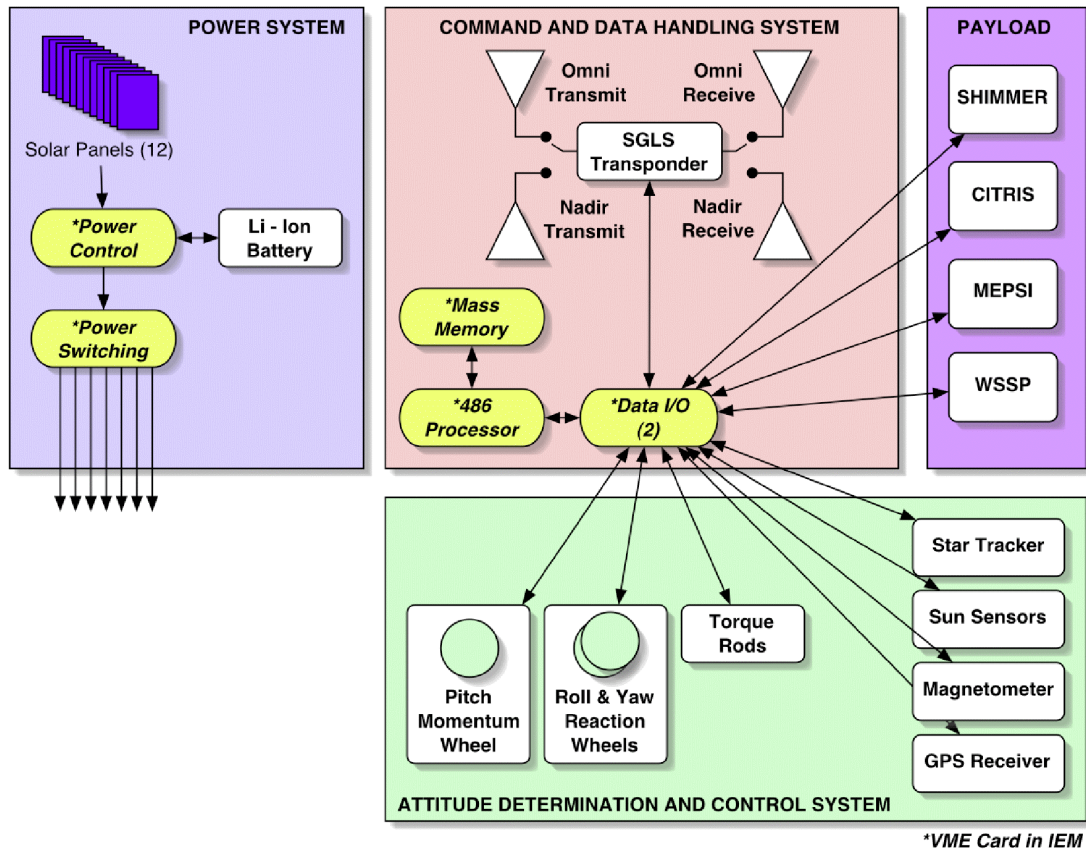 POWER SYSTEM
Solar Panels (12)
*Power
Control
Li - Ion
Battery
*Power
Switching
COMMAND AND DATA HANDLING SYSTEM
Omni
Transmit
Omni
Receive
SGLS
Transponder
Nadir
Transmit
Nadir
Receive
*Mass
Memory
*486
Processor
*Data I/O
(2)
PAYLOAD
SHIMMER
CITRIS
MEPSI
WSSP
Pitch
Momentum
Wheel
Roll & Yaw
Reaction
Wheels
Torque
Rods
Star Tracker
Sun Sensors
Magnetometer
GPS Receiver
ATTITUDE DETERMINATION AND CONTROL SYSTEM
*VME Card in IEM